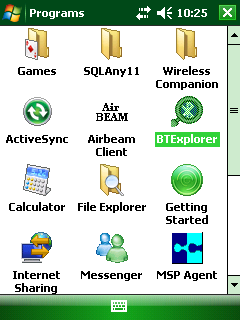 Programs 10:25
Games SQLAny11 Wireless
Companion
Air
BEAM
ActiveSync Airbeam BTExplorer
Client
Calculator File Explorer Getting
Started
Internet Messenger MSP Agent
Sharing